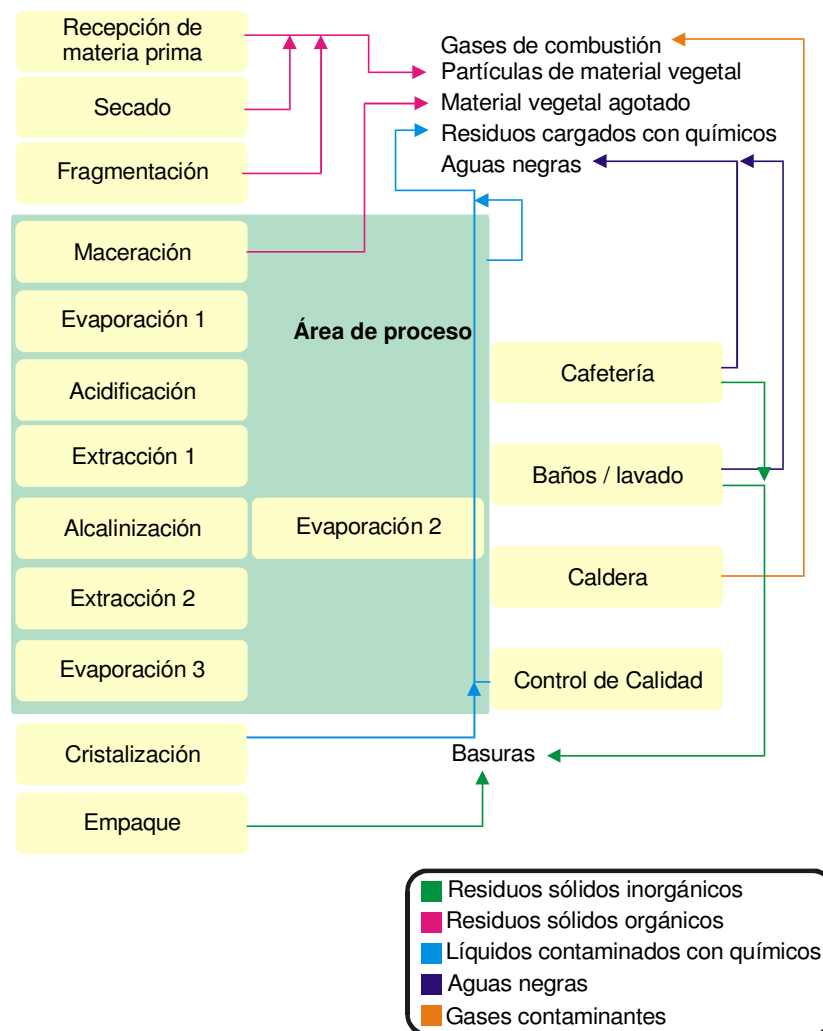 Recepción de
materia prima
Secado
Fragmentación
Gases de combustión
Partículas de material vegetal
Material vegetal agotado
Residuos cargados con químicos
Aguas negras
Maceración
Evaporación 1
Área de proceso
Acidificación
Extracción 1
Alcalinización
Evaporación 2
Extracción 2
Evaporación 3
Cafetería
Baños / lavado
Caldera
Control de Calidad
Cristalización
Basuras
Empaque
Residuos sólidos inorgánicos
Residuos sólidos orgánicos
Líquidos contaminados con químicos
Aguas negras
Gases contaminantes